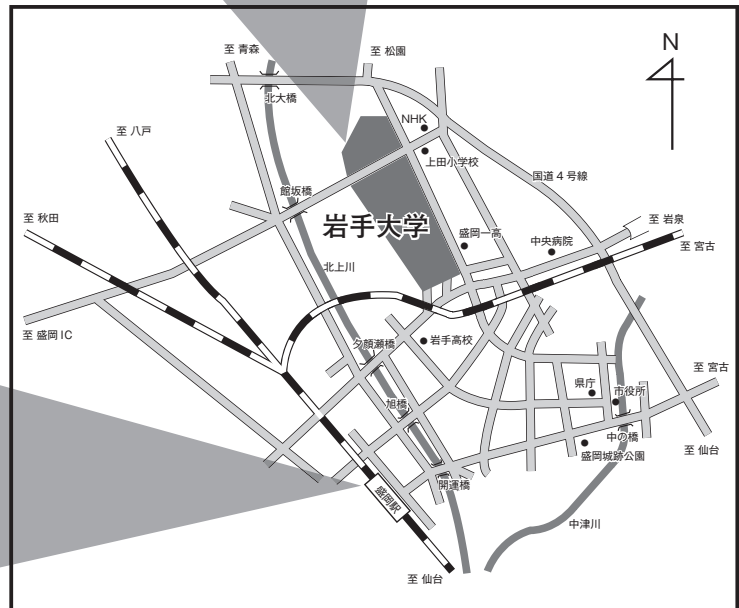 至 青森
至 松園
N
北大橋
NHK
至 八戸
上田小学校
国道４号線
館坂橋
至 秋田
岩手大学
至 岩泉
盛岡一高
中央病院
至 宮古
北上川
至 盛岡IC
夕顔瀬橋
岩手高校
至 宮古
県庁
市役所
旭橋
中の橋
盛岡城跡公園
至 仙台
開運橋
盛岡駅
中津川
至 仙台